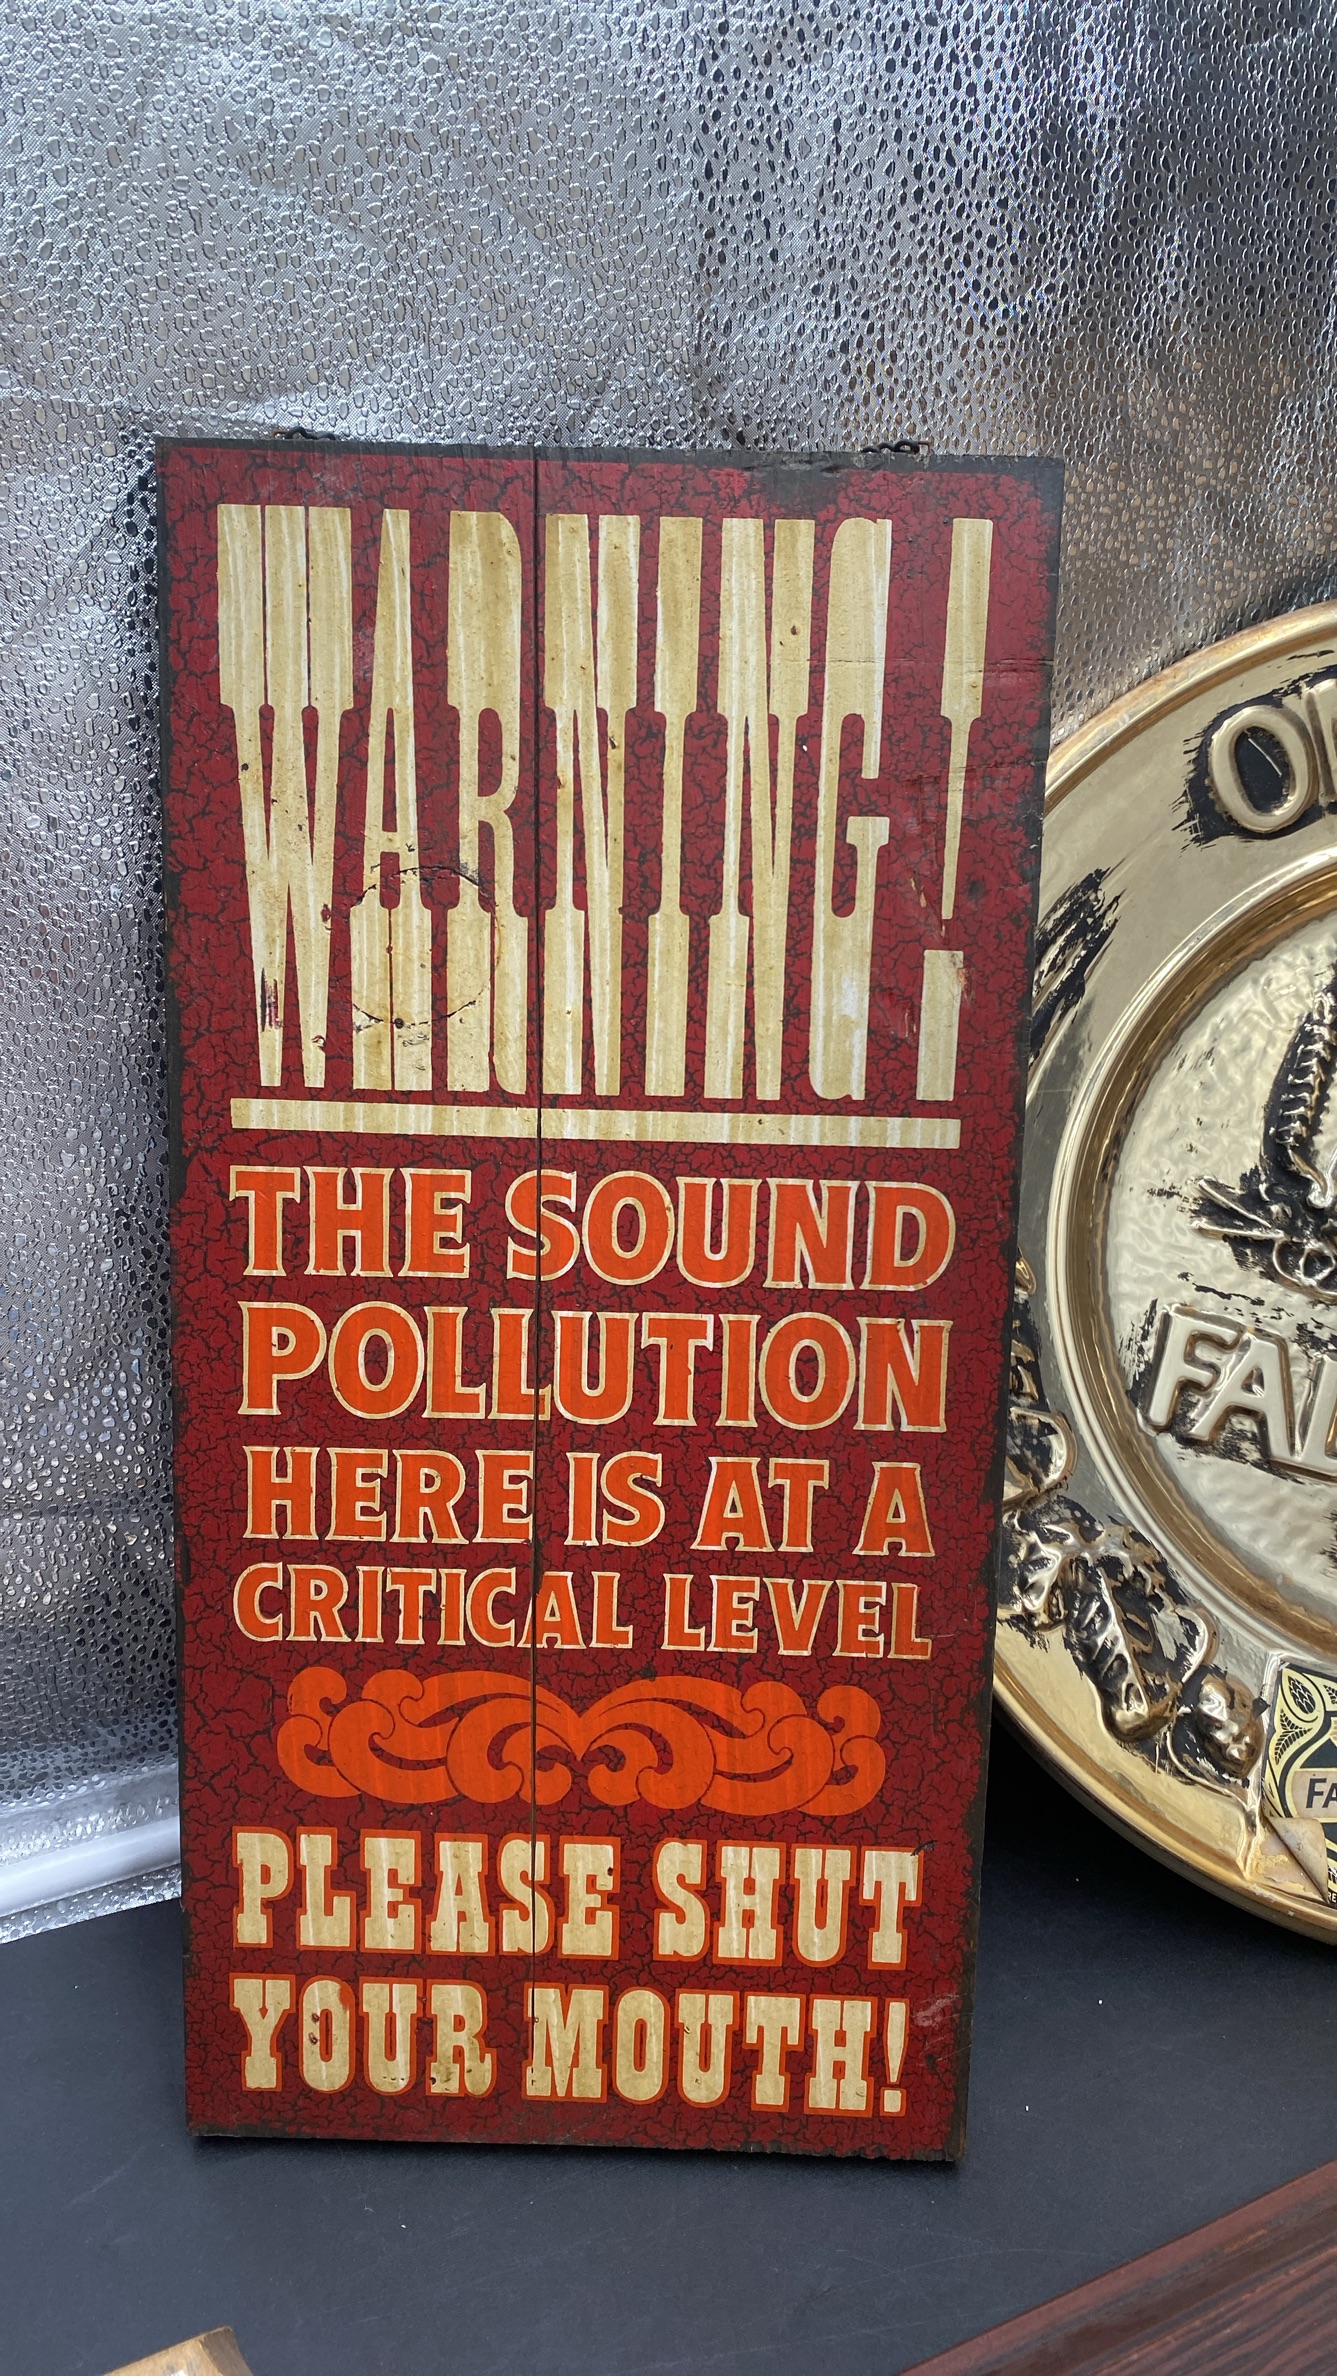 WARNING!
THE SOUND
POLLUTION
HERE IS AT A
CRITICAL LEVEL
PLEASE SHUT
YOUR MOUTH!